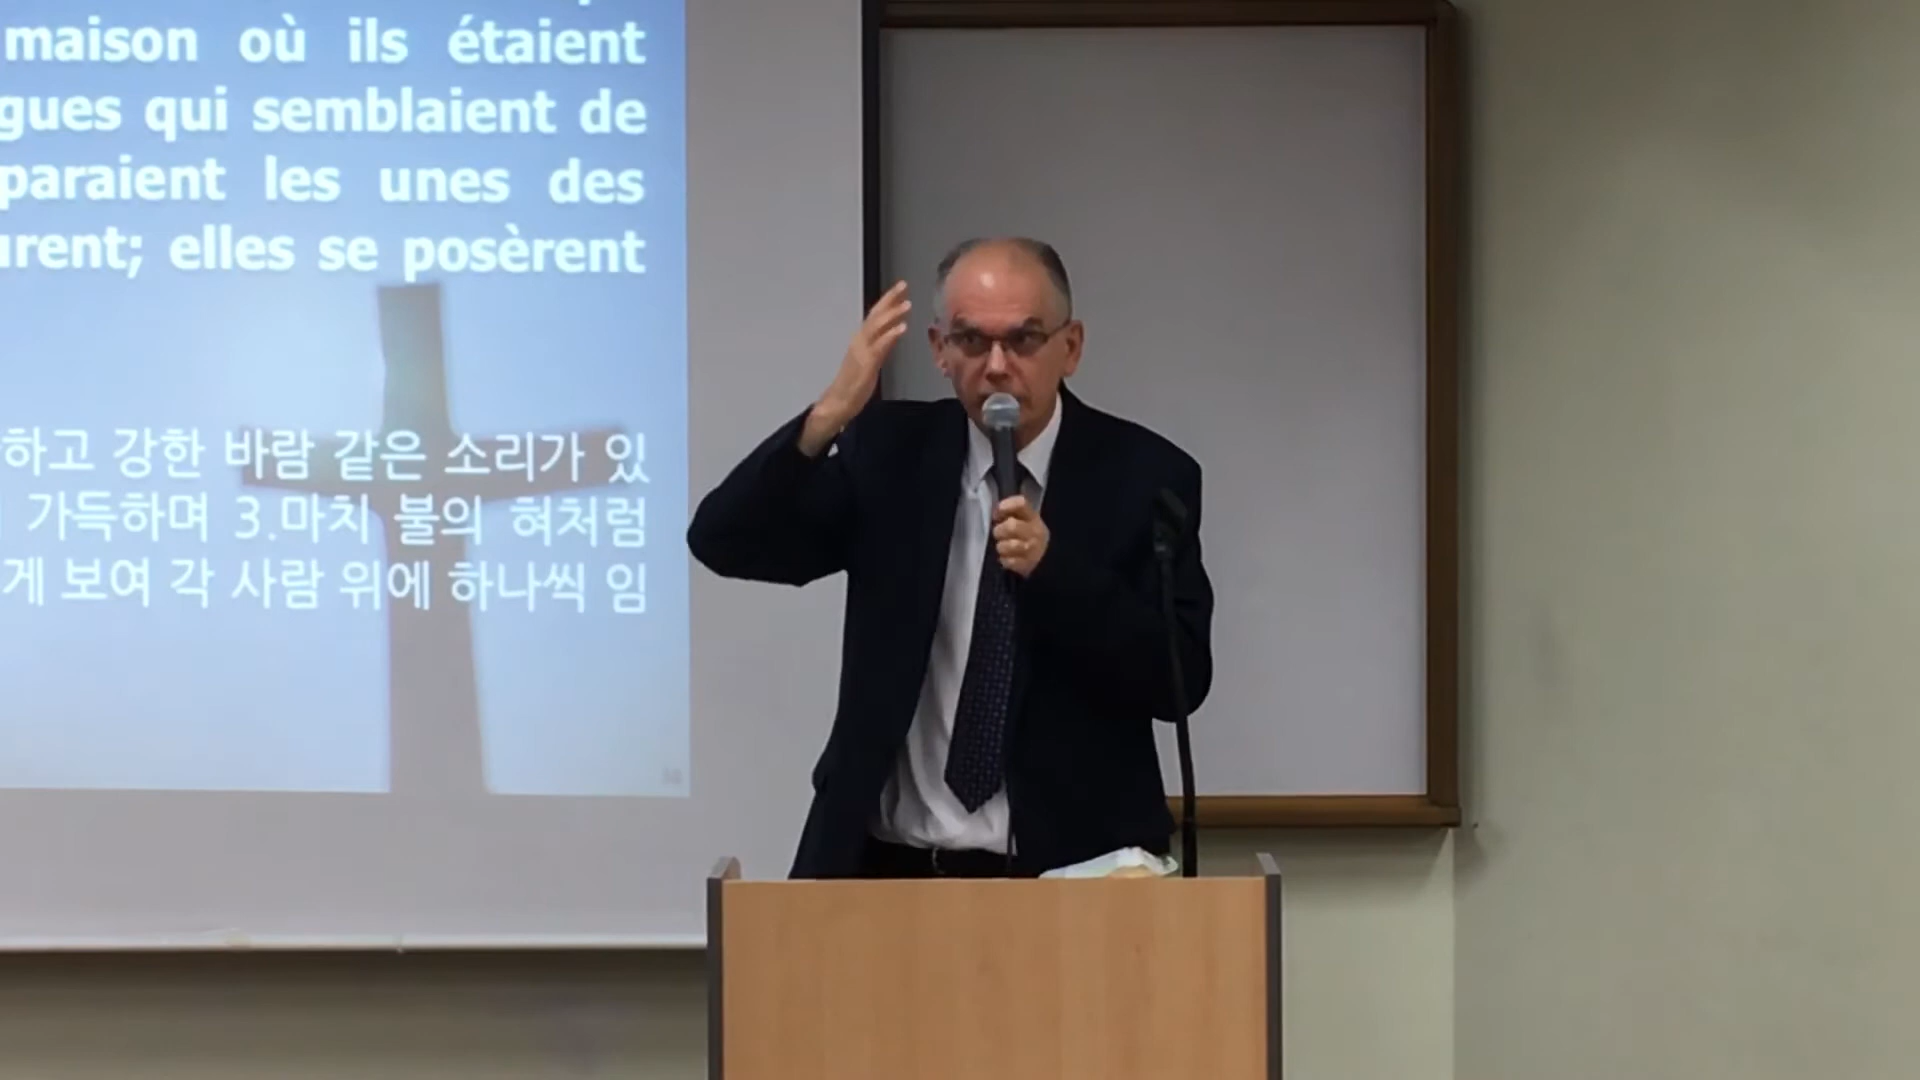 maison où ils étaient
gues qui semblaient de
paraient les unes des
urent; elles se posèrent
하고 강한 바람 같은 소리가 있
가득하며 3.마치 불의 혀처럼
게 보여 각 사람 위에 하나씩 임